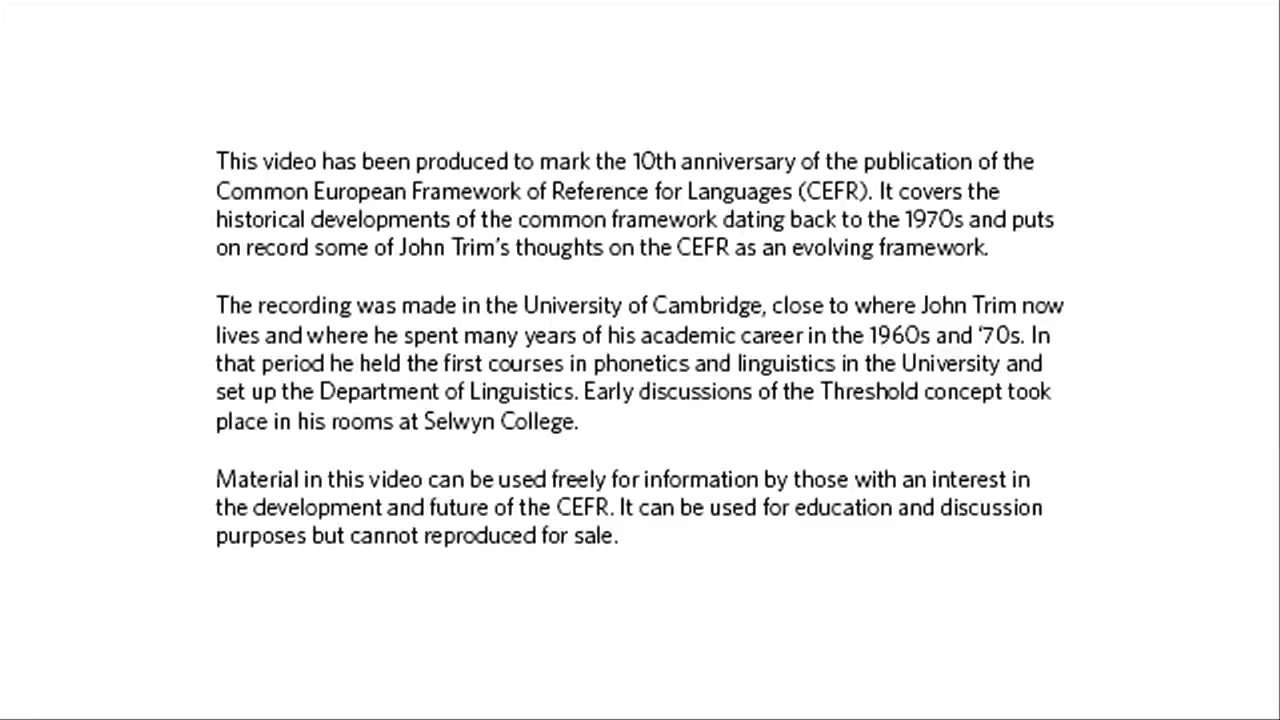 This video has been produced to mark the 10th anniversary of the publication of the
Common European Framework of Reference for Languages (CEFR). It covers the
historical developments of the common framework dating back to the 1970s and puts
on record some of John Trim's thoughts on the CEFR as an evolving framework.
The recording was made in the University of Cambridge, close to where John Trim now
lives and where he spent many years of his academic career in the 1960s and '70s. In
that period he held the first courses in phonetics and linguistics in the University and
set up the Department of Linguistics. Early discussions of the Threshold concept took
place in his rooms at Selwyn College.
Material in this video can be used freely for information by those with an interest in
the development and future of the CEFR. It can be used for education and discussion
purposes but cannot reproduced for sale.